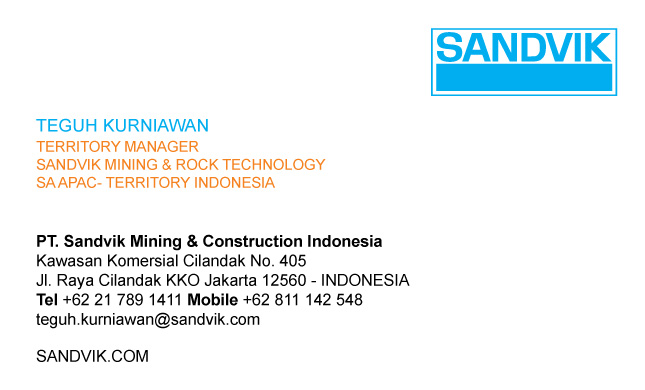 SANDVIK
TEGUH KURNIAWAN
TERRITORY MANAGER
SANDVIK MINING & ROCK TECHNOLOGY
SA APAC- TERRITORY INDONESIA
PT. Sandvik Mining & Construction Indonesia
Kawasan Komersial Cilandak No. 405
Jl. Raya Cilandak KKO Jakarta 12560 - INDONESIA
Tel +62 21 789 1411 Mobile +62 811 142 548
teguh.kurniawan@sandvik.com
SANDVIK.COM